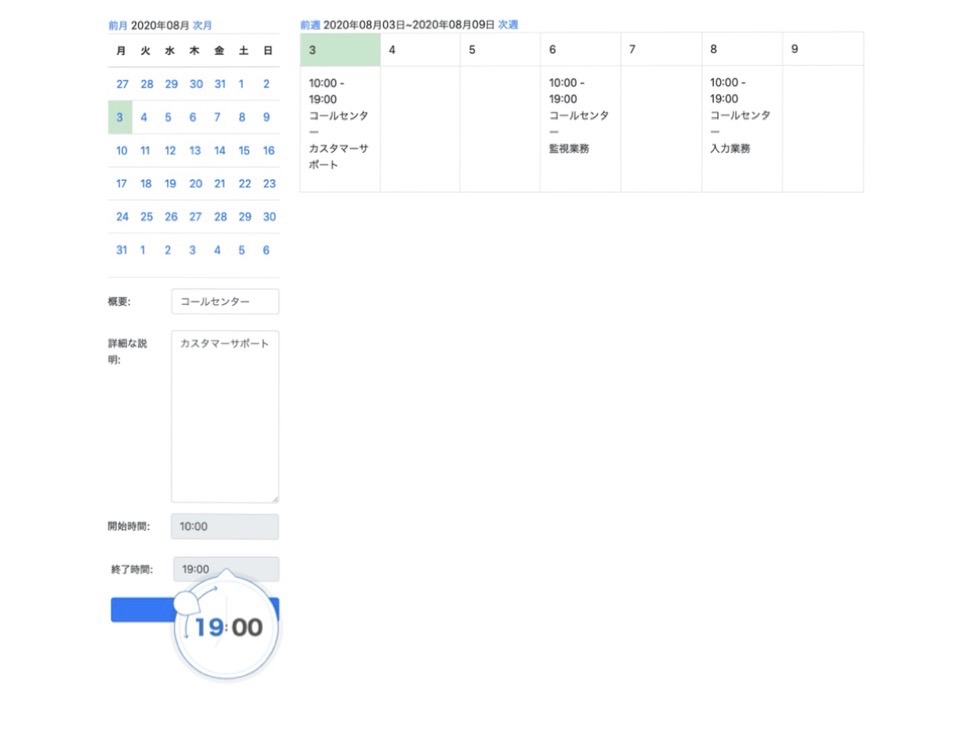 前月 2020年08月 次月
月 火 水 木 金 土 日
27 28 29 30 31 1 2
3 4 5 6 7 8 9
10 11 12 13 14 15 16
17 18 19 20 21 22 23
24 25 26 27 28 29 30
31 1 2 3 4 5 6
概要: コールセンター
詳細な説
明:
カスタマーサポート
開始時間: 10:00
終了時間: 19:00
19:00
前週 2020年08月03日~2020年08月09日 次週
3 4 5 6 7 8 9
10:00 -
19:00
コールセンタ
ー
カスタマーサ
ポート
10:00 -
19:00
コールセンタ
ー
監視業務
10:00 -
19:00
コールセンタ
ー
入力業務